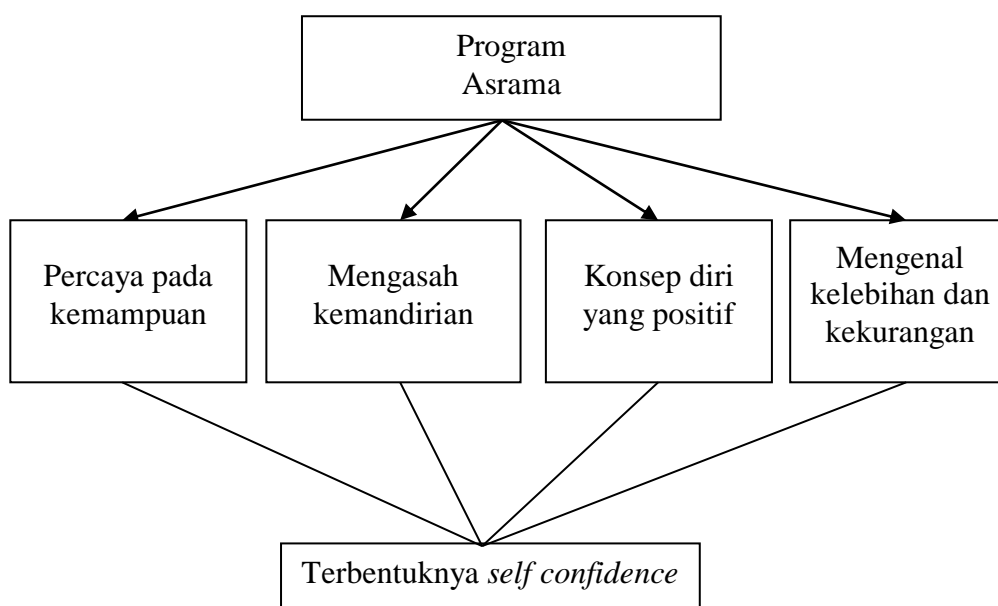 Program
Asrama
Percaya pada
kemampuan
Mengasah
kemandirian
Konsep diri
yang positif
Mengenal
kelebihan dan
kekurangan
Terbentuknya self confidence